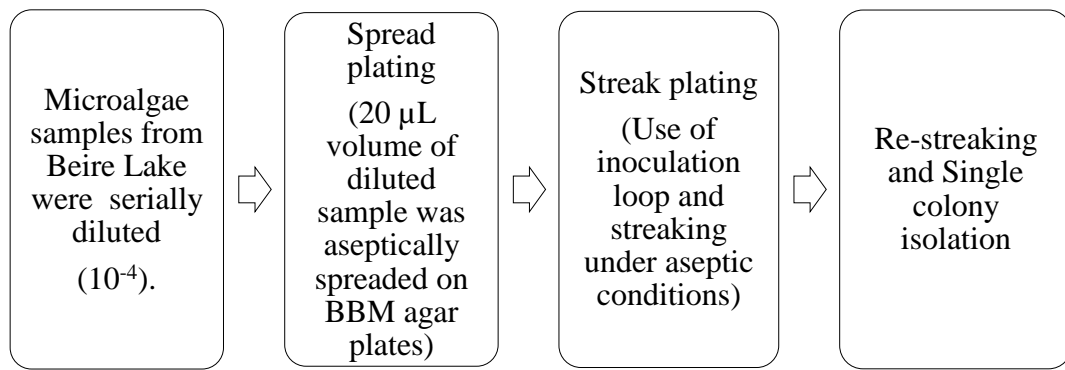 Microalgae
samples from
Beire Lake
were serially
diluted
(10⁻⁴).
Spread
plating
(20 µL
volume of
diluted
sample was
aseptically
spreaded on
BBM agar
plates)
Streak plating
(Use of
inoculation
loop and
streaking
under aseptic
conditions)
Re-streaking
and Single
colony
isolation